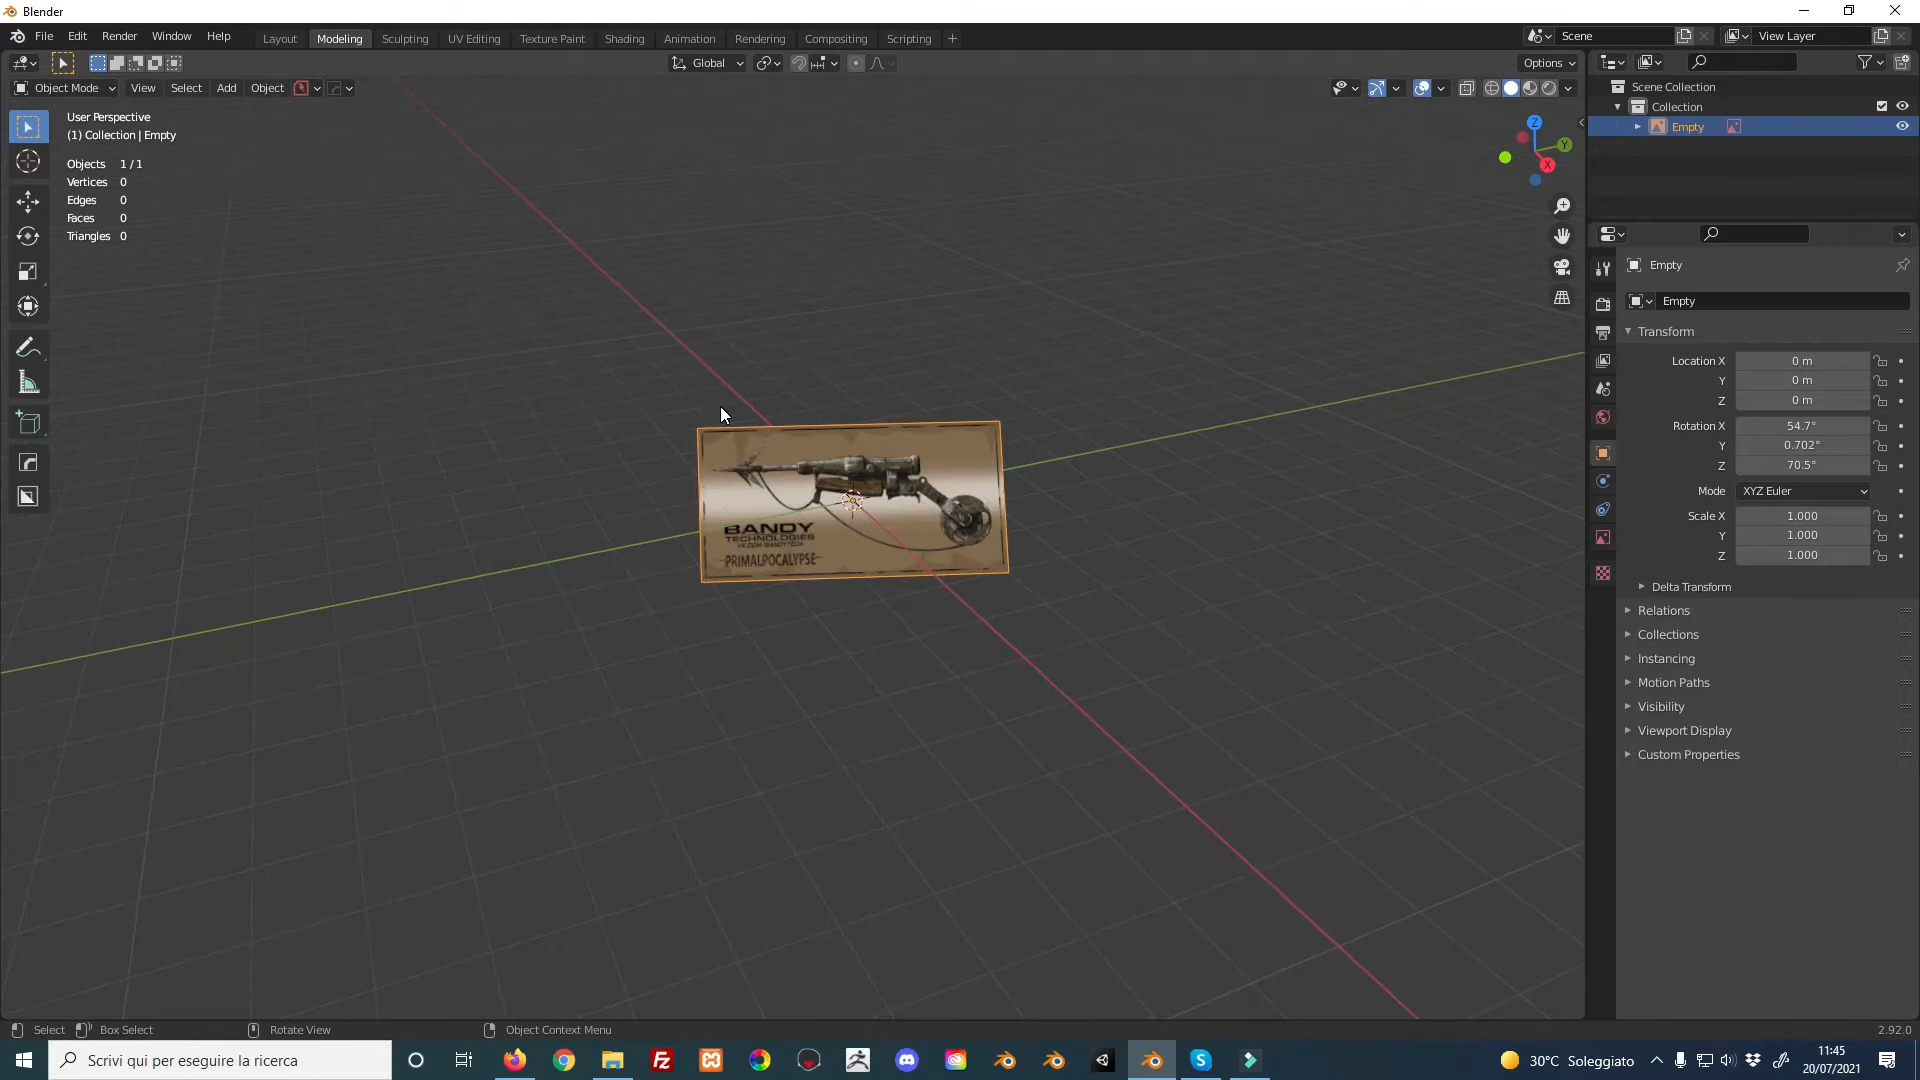 Blender
File Edit Render Window Help Layout Modeling Sculpting UV Editing Texture Paint Shading Animation Rendering Compositing Scripting + Scene View Layer
Global Options
Object Mode View Select Add Object
User Perspective
(1) Collection | Empty
Objects 1 / 1
Vertices 0
Edges 0
Faces 0
Triangles 0
Z
Y
X
BANDY
TECHNOLOGIES
PRIMALPOCALYPSE
Scene Collection
Collection
Empty
Empty
Empty
Transform
Location X 0 m
Y 0 m
Z 0 m
Rotation X 54.7°
Y 0.702°
Z 70.5°
Mode XYZ Euler
Scale X 1.000
Y 1.000
Z 1.000
Delta Transform
Relations
Collections
Instancing
Motion Paths
Visibility
Viewport Display
Custom Properties
Select Box Select Rotate View Object Context Menu 2.92.0
Scrivi qui per eseguire la ricerca 30°C Soleggiato 11:45
20/07/2021